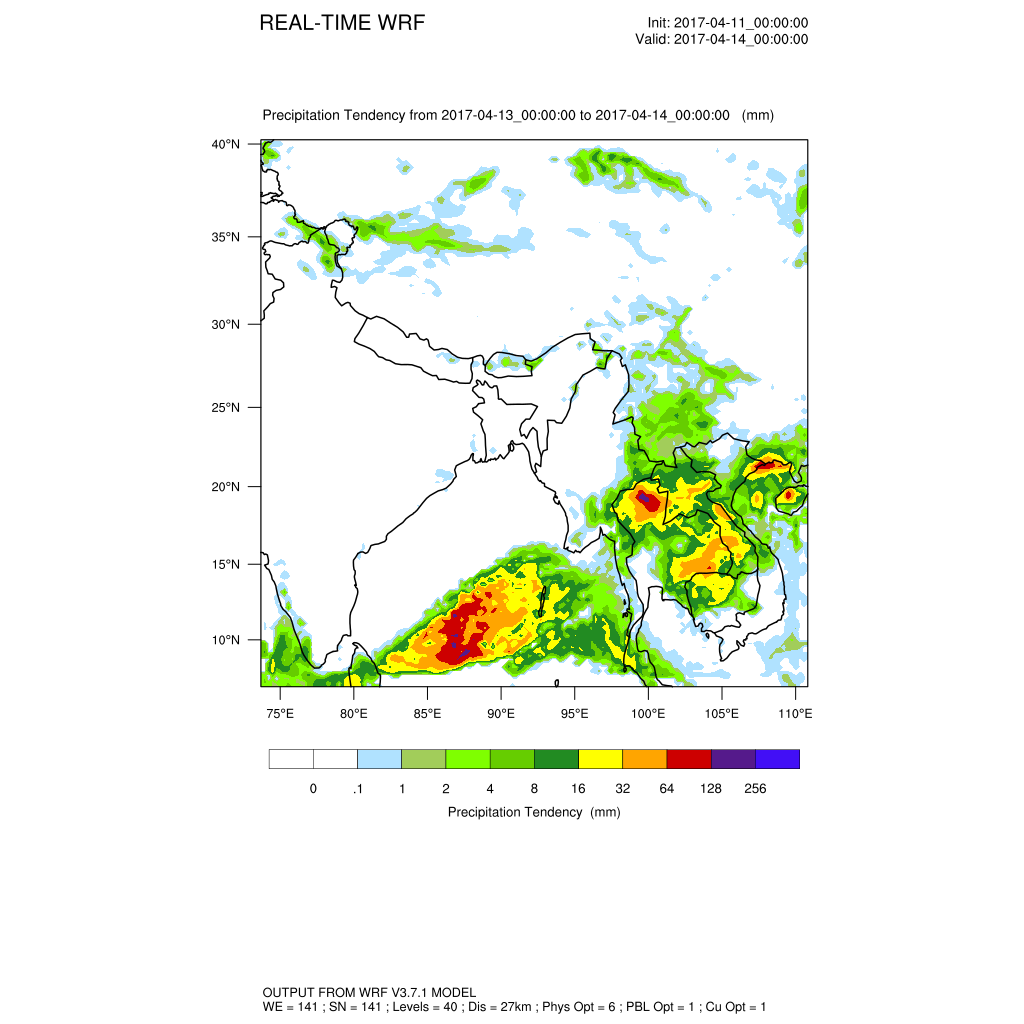 REAL-TIME WRF
Init: 2017-04-11_00:00:00
Valid: 2017-04-14_00:00:00
Precipitation Tendency from 2017-04-13_00:00:00 to 2017-04-14_00:00:00 (mm)
40°N
35°N
30°N
25°N
20°N
15°N
10°N
75°E 80°E 85°E 90°E 95°E 100°E 105°E 110°E
0 .1 1 2 4 8 16 32 64 128 256
Precipitation Tendency (mm)
OUTPUT FROM WRF V3.7.1 MODEL
WE = 141 ; SN = 141 ; Levels = 40 ; Dis = 27km ; Phys Opt = 6 ; PBL Opt = 1 ; Cu Opt = 1